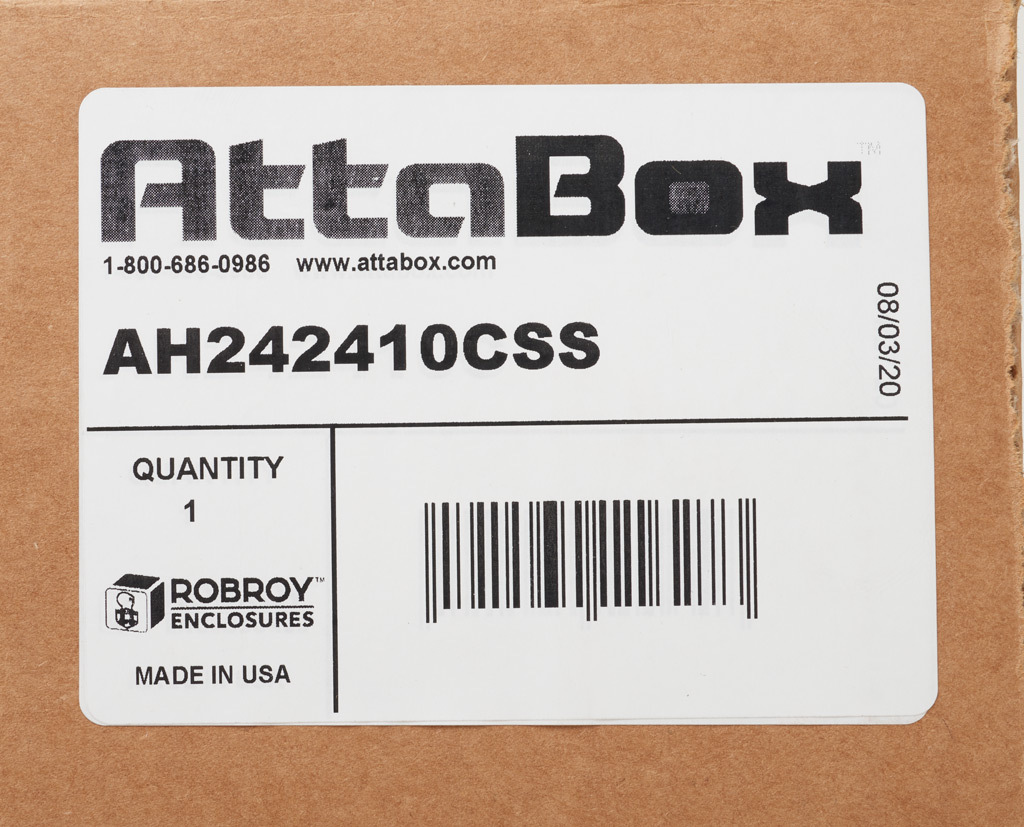 AttaBox™
1-800-686-0986 www.attabox.com
AH242410CSS
08/03/20
QUANTITY
1
ROBROY™
ENCLOSURES
MADE IN USA